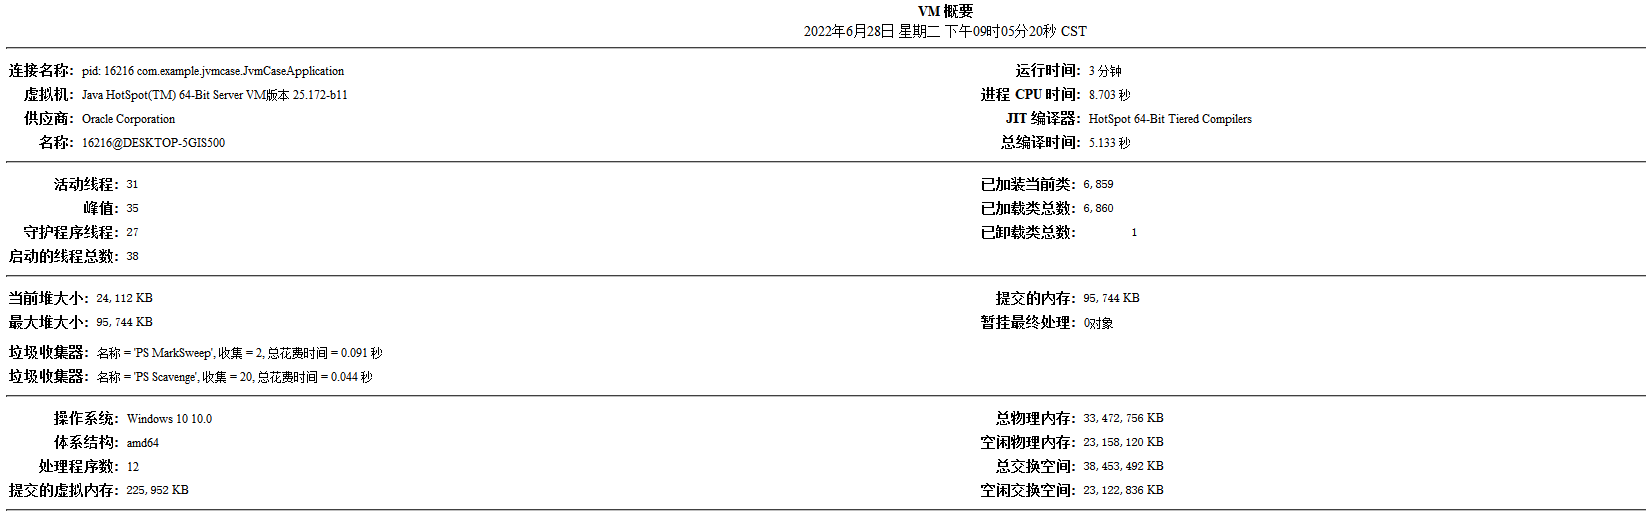 VM 概要
2022年6月28日 星期二 下午09时05分20秒 CST
连接名称: pid: 16216 com.example.jvmcase.JvmCaseApplication
虚拟机: Java HotSpot(TM) 64-Bit Server VM版本 25.172-b11
供应商: Oracle Corporation
名称: 16216@DESKTOP-5GIS500
运行时间: 3 分钟
进程 CPU 时间: 8.703 秒
JIT 编译器: HotSpot 64-Bit Tiered Compilers
总编译时间: 5.133 秒
活动线程: 31
峰值: 35
守护程序线程: 27
启动的线程总数: 38
已加装当前类: 6,859
已加载类总数: 6,860
已卸载类总数: 1
当前堆大小: 24,112 KB
最大堆大小: 95,744 KB
提交的内存: 95,744 KB
暂挂最终处理: 0对象
垃圾收集器: 名称 = 'PS MarkSweep', 收集 = 2, 总花费时间 = 0.091 秒
垃圾收集器: 名称 = 'PS Scavenge', 收集 = 20, 总花费时间 = 0.044 秒
操作系统: Windows 10 10.0
体系结构: amd64
处理程序数: 12
提交的虚拟内存: 225,952 KB
总物理内存: 33,472,756 KB
空闲物理内存: 23,158,120 KB
总交换空间: 38,453,492 KB
空闲交换空间: 23,122,836 KB